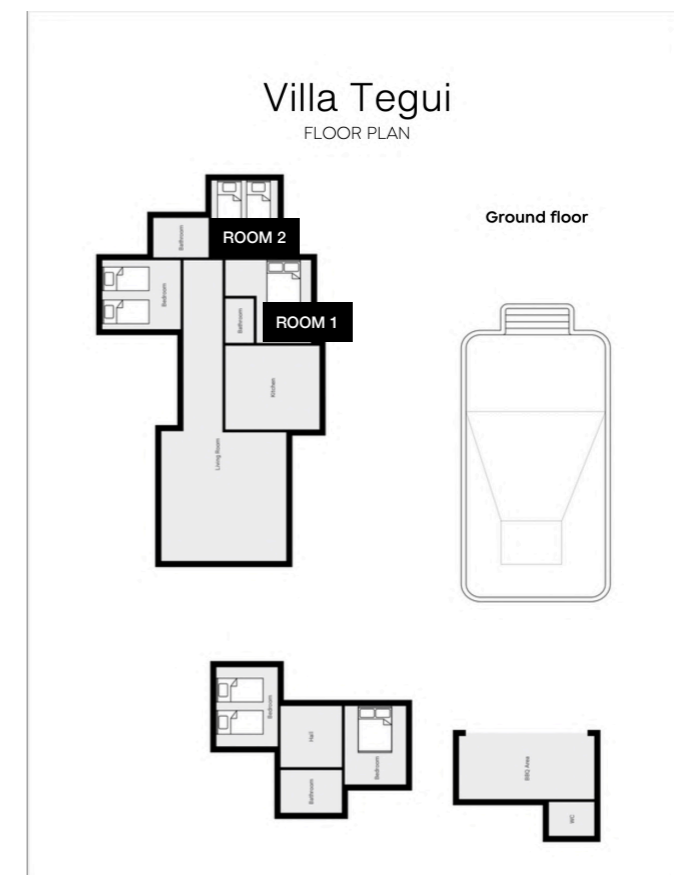 Villa Tegui
FLOOR PLAN
Ground floor
Bathroom
ROOM 2
Bedroom
Bathroom
ROOM 1
Kitchen
Living Room
Bedroom
Hall
Bedroom
Bathroom
BBQ Area
WC